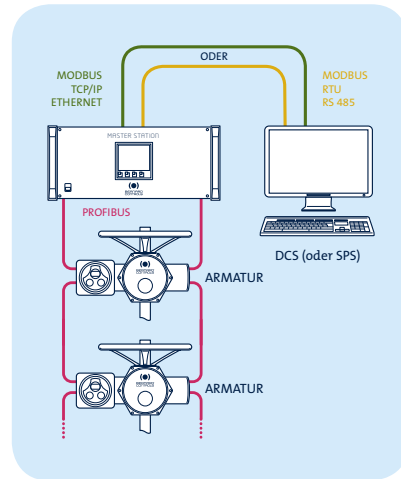 ODER
MODBUS
TCP/IP
ETHERNET
MODBUS
RTU
RS 485
MASTER STATION
PROFIBUS
DCS (oder SPS)
ARMATUR
ARMATUR